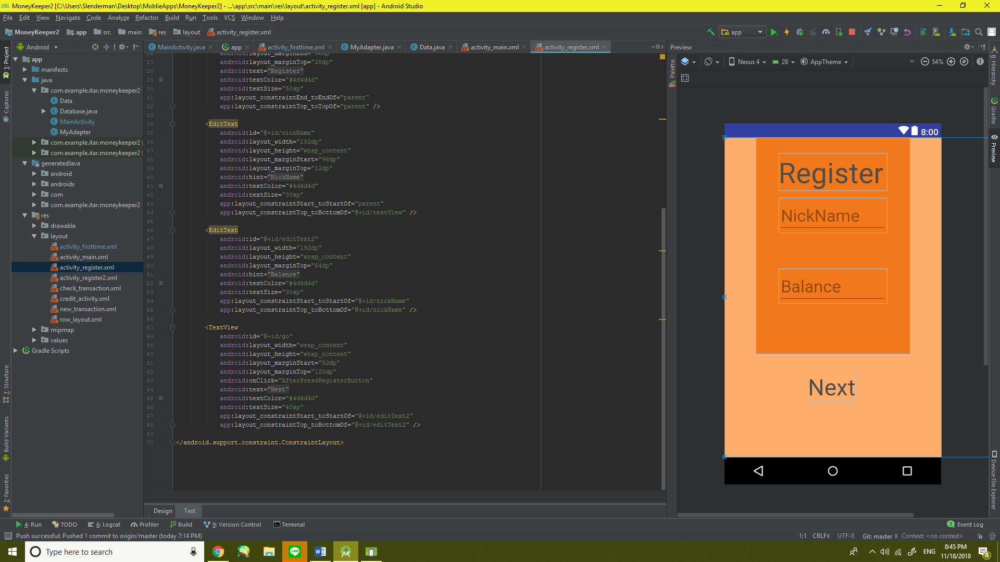 MoneyKeeper2 [C:\Users\Slenderman\Desktop\MoblieApps\MoneyKeeper2] - ...\app\src\main\res\layout\activity_register.xml [app] - Android Studio
File Edit View Navigate Code Analyze Refactor Build Run Tools VCS Window Help
MoneyKeeper2 app src main res layout activity_register.xml
app
Android
MainActivity.java app activity_firsttime.xml MyAdapter.java Data.java activity_main.xml activity_register.xml
Preview
1: Project
Captures
7: Structure
Build Variants
2: Favorites
app
manifests
java
com.example.itar.moneykeeper2
Data
Database.java
MainActivity
MyAdapter
com.example.itar.moneykeeper2 (
com.example.itar.moneykeeper2 (
generatedJava
android
androidx
com
com.example.itar.moneykeeper2
res
drawable
layout
activity_firsttime.xml
activity_main.xml
activity_register.xml
activity_register2.xml
check_transaction.xml
credit_activity.xml
new_transaction.xml
row_layout.xml
mipmap
values
Gradle Scripts
26 android:layout_marginEnd="96dp"
27 android:layout_marginTop="28dp"
28 android:text="Register"
29 android:textColor="#4d4d4d"
30 android:textSize="50sp"
31 app:layout_constraintEnd_toEndOf="parent"
32 app:layout_constraintTop_toTopOf="parent" />
33
34 <EditText
35 android:id="@+id/nickName"
36 android:layout_width="192dp"
37 android:layout_height="wrap_content"
38 android:layout_marginStart="96dp"
39 android:layout_marginTop="12dp"
40 android:hint="NickName"
41 android:textColor="#4d4d4d"
42 android:textSize="30sp"
43 app:layout_constraintStart_toStartOf="parent"
44 app:layout_constraintTop_toBottomOf="@+id/textView" />
45
46 <EditText
47 android:id="@+id/editText2"
48 android:layout_width="192dp"
49 android:layout_height="wrap_content"
50 android:layout_marginTop="64dp"
51 android:hint="Balance"
52 android:textColor="#4d4d4d"
53 android:textSize="30sp"
54 app:layout_constraintStart_toStartOf="@+id/nickName"
55 app:layout_constraintTop_toBottomOf="@+id/nickName" />
56
57 <TextView
58 android:id="@+id/go"
59 android:layout_width="wrap_content"
60 android:layout_height="wrap_content"
61 android:layout_marginStart="52dp"
62 android:layout_marginTop="120dp"
63 android:onClick="AfterPressRegisterButton"
64 android:text="Next"
65 android:textColor="#4d4d4d"
66 android:textSize="40sp"
67 app:layout_constraintStart_toStartOf="@+id/editText2"
68 app:layout_constraintTop_toBottomOf="@+id/editText2" />
69
70 </android.support.constraint.ConstraintLayout>
Design Text
Palette
Nexus 4 28 AppTheme 54%
8:00
Register
NickName
Balance
Next
8: Hierarchy
Gradle
Preview
Device File Explorer
4: Run TODO 6: Logcat Profiler Build 9: Version Control Terminal
3 Event Log
Push successful: Pushed 1 commit to origin/master (today 7:14 PM)
1:1 CRLF UTF-8 Git: master Context: <no context>
Type here to search
LINE
W
ENG
8:45 PM
11/18/2018
4